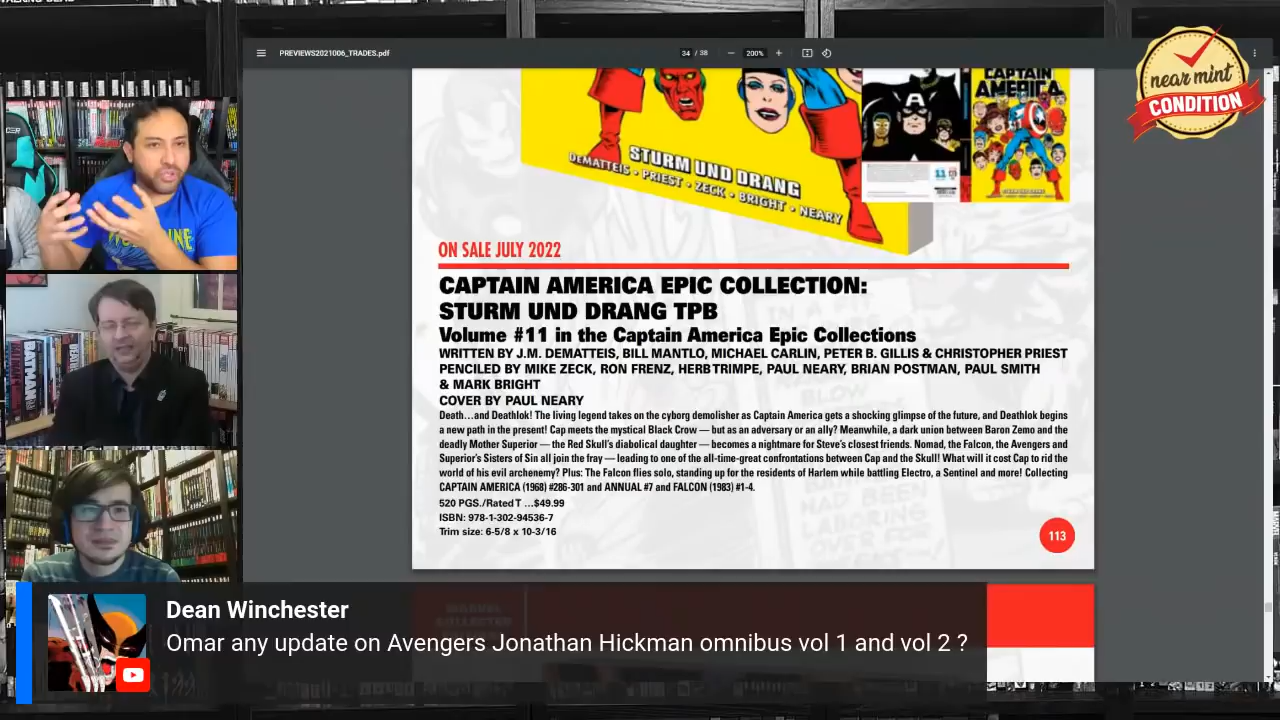 PREVIEWS2021006_TRADES.pdf
34 / 38
200%
near mint
CONDITION
CAPTAIN
AMERICA
STURM UND DRANG
DEMATTEIS • PRIEST • ZECK • BRIGHT • NEARY
ON SALE JULY 2022
CAPTAIN AMERICA EPIC COLLECTION:
STURM UND DRANG TPB
Volume #11 in the Captain America Epic Collections
WRITTEN BY J.M. DEMATTEIS, BILL MANTLO, MICHAEL CARLIN, PETER B. GILLIS & CHRISTOPHER PRIEST
PENCILED BY MIKE ZECK, RON FRENZ, HERB TRIMPE, PAUL NEARY, BRIAN POSTMAN, PAUL SMITH
& MARK BRIGHT
COVER BY PAUL NEARY
Death…and Deathlok! The living legend takes on the cyborg demolisher as Captain America gets a shocking glimpse of the future, and Deathlok begins
a new path in the present! Cap meets the mystical Black Crow — but as an adversary or an ally? Meanwhile, a dark union between Baron Zemo and the
deadly Mother Superior — the Red Skull's diabolical daughter — becomes a nightmare for Steve's closest friends. Nomad, the Falcon, the Avengers and
Superior's Sisters of Sin all join the fray — leading to one of the all-time-great confrontations between Cap and the Skull! What will it cost Cap to rid the
world of his evil archenemy? Plus: The Falcon flies solo, standing up for the residents of Harlem while battling Electro, a Sentinel and more! Collecting
CAPTAIN AMERICA (1968) #286-301 and ANNUAL #7 and FALCON (1983) #1-4.
520 PGS./Rated T …$49.99
ISBN: 978-1-302-94536-7
Trim size: 6-5/8 x 10-3/16
113
Dean Winchester
Omar any update on Avengers Jonathan Hickman omnibus vol 1 and vol 2 ?